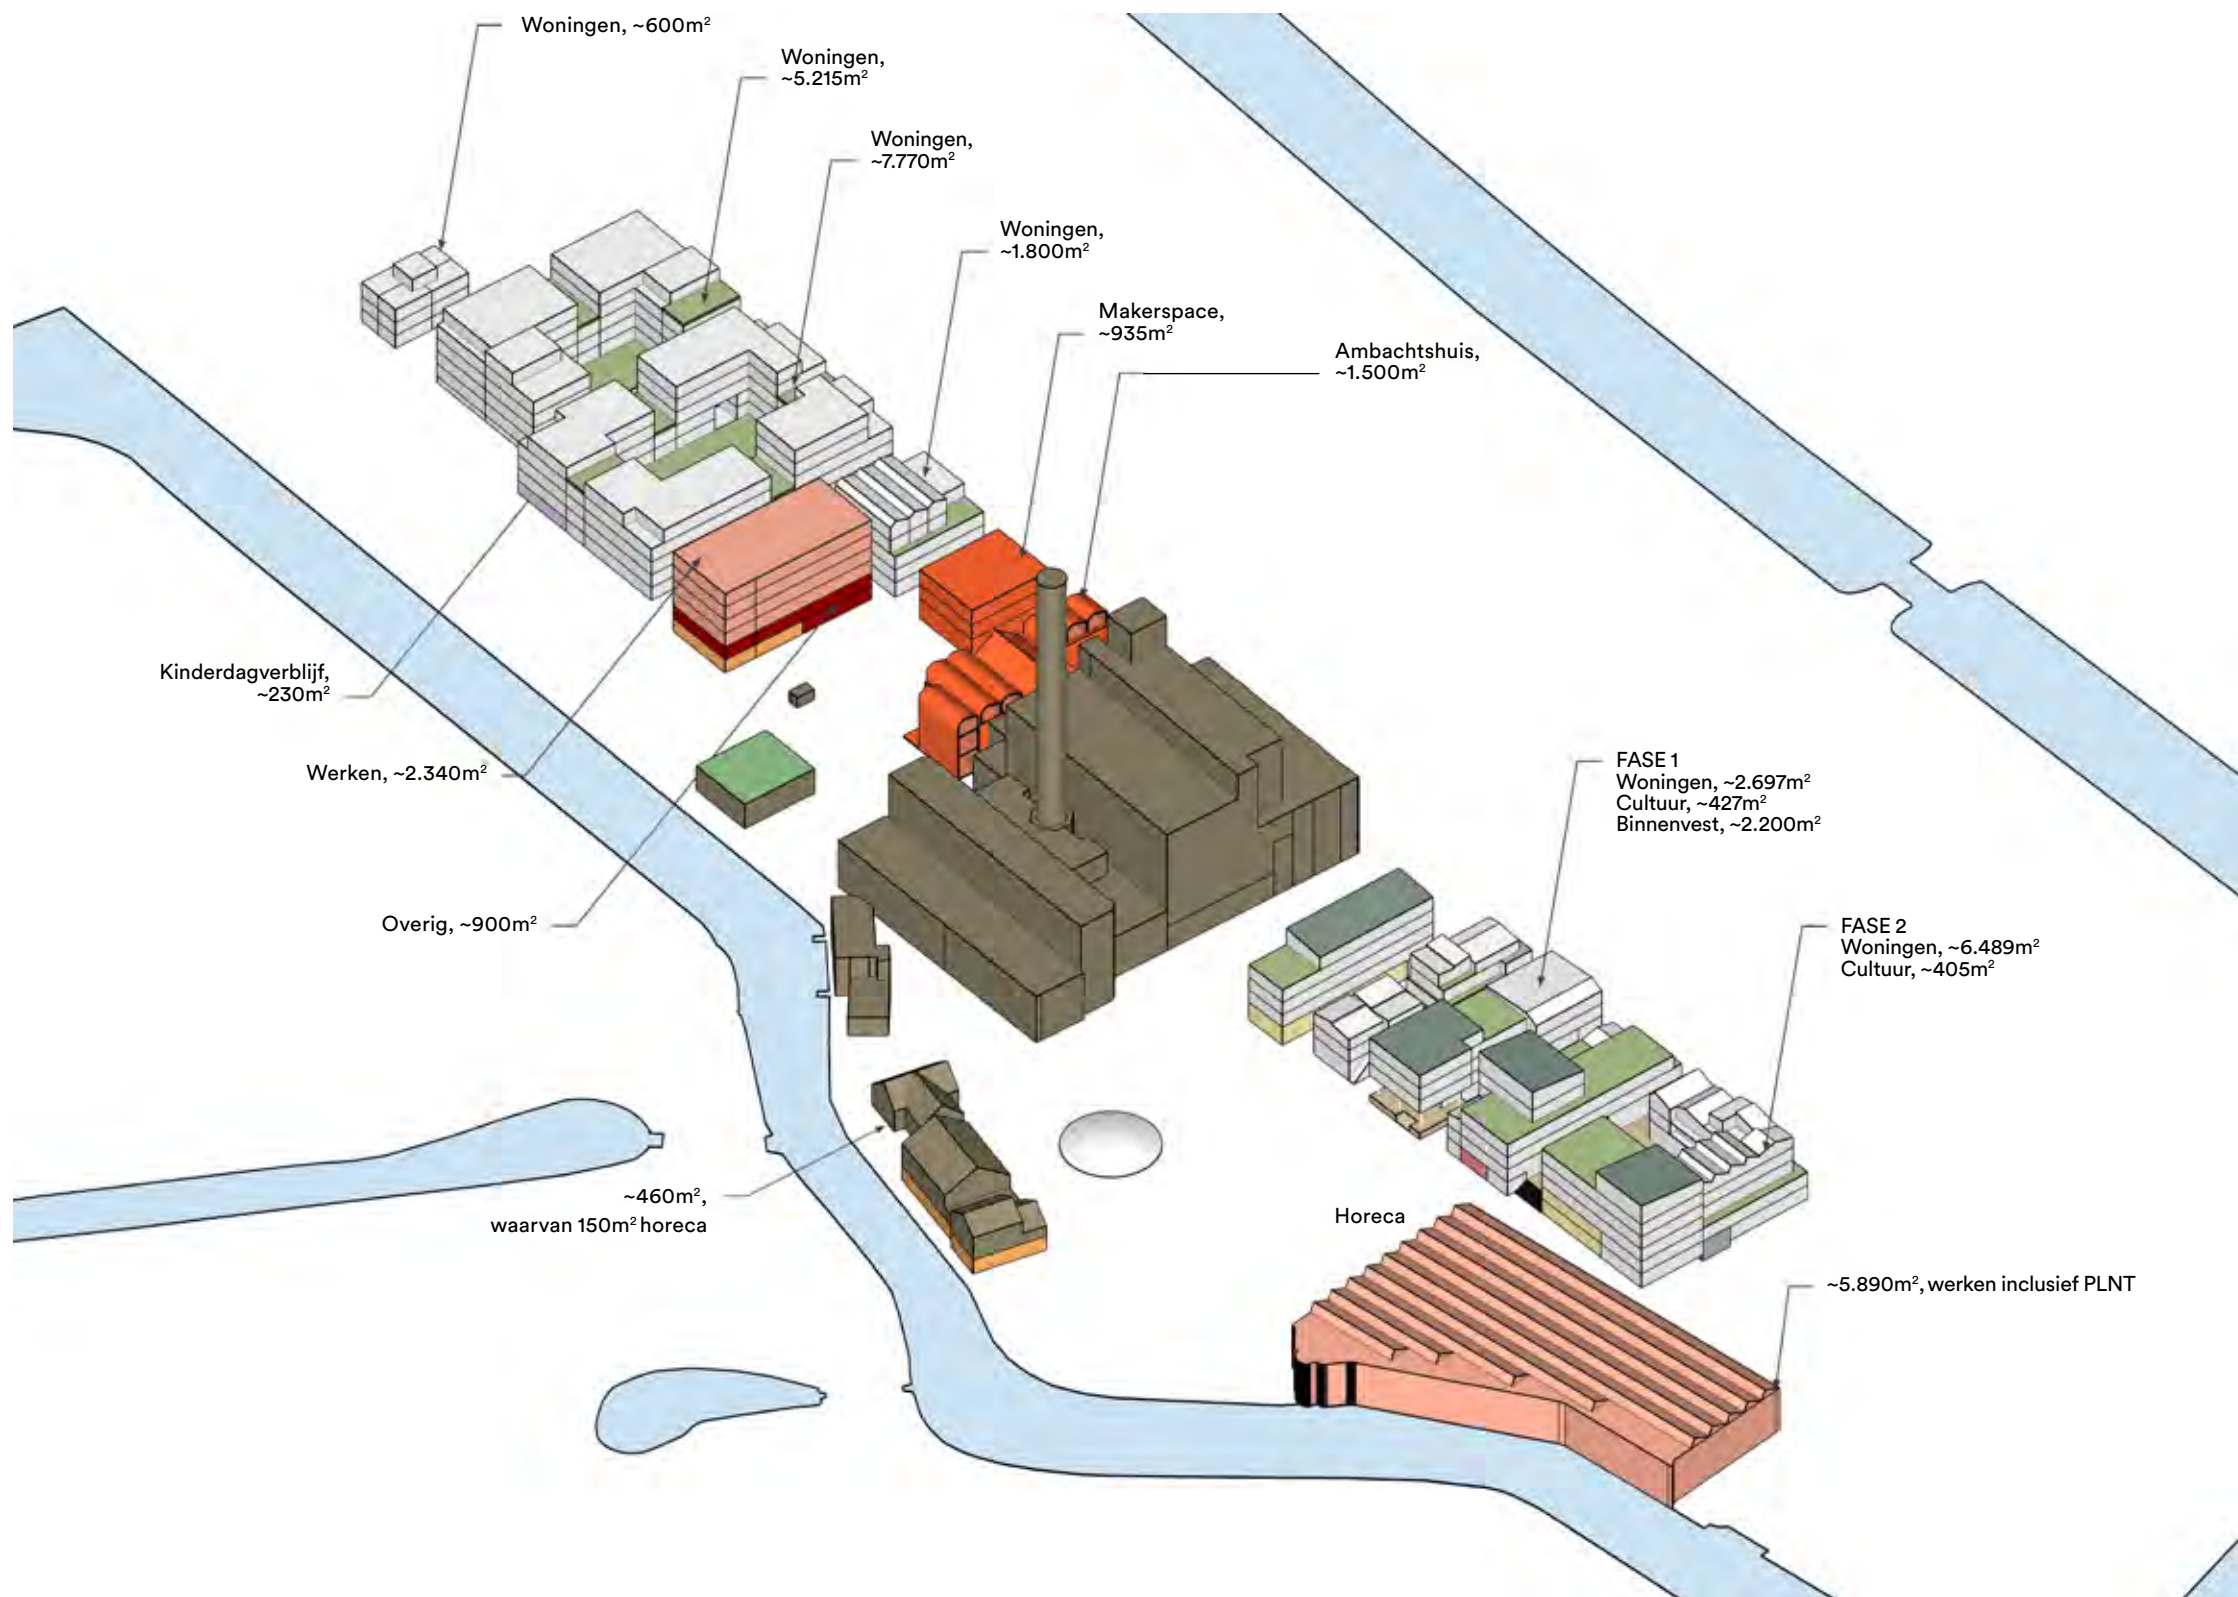 Woningen, ~600m²
Woningen,
~5.215m²
Woningen,
~7.770m²
Woningen,
~1.800m²
Makerspace,
~935m²
Ambachtshuis,
~1.500m²
Kinderdagverblijf,
~230m²
Werken, ~2.340m²
Overig, ~900m²
FASE 1
Woningen, ~2.697m²
Cultuur, ~427m²
Binnenvest, ~2.200m²
FASE 2
Woningen, ~6.489m²
Cultuur, ~405m²
~460m²,
waarvan 150m² horeca
Horeca
~5.890m², werken inclusief PLNT